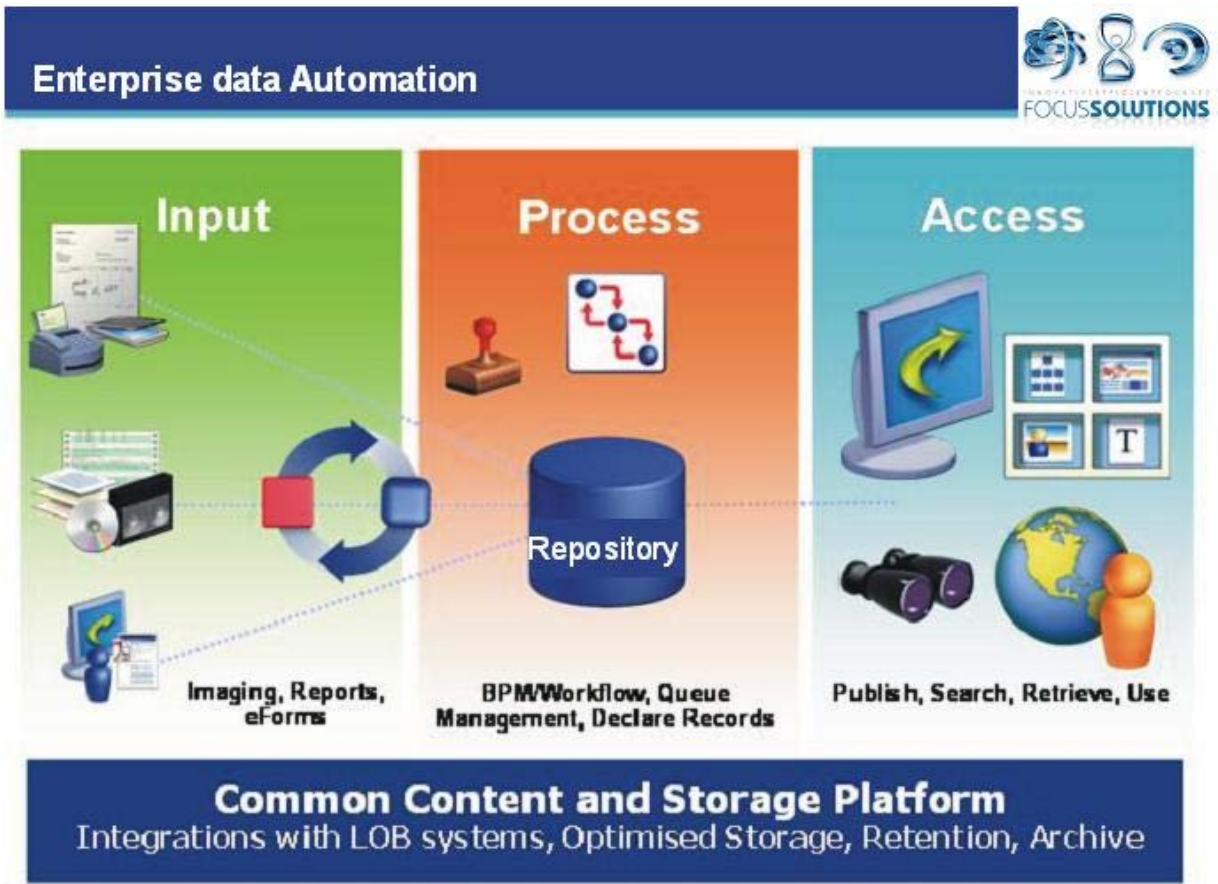 Enterprise data Automation
FOCUSSOLUTIONS
Input
Process
Access
T
Repository
Imaging, Reports,
eForms
BPM/Workflow, Queue
Management, Declare Records
Publish, Search, Retrieve, Use
Common Content and Storage Platform
Integrations with LOB systems, Optimised Storage, Retention, Archive